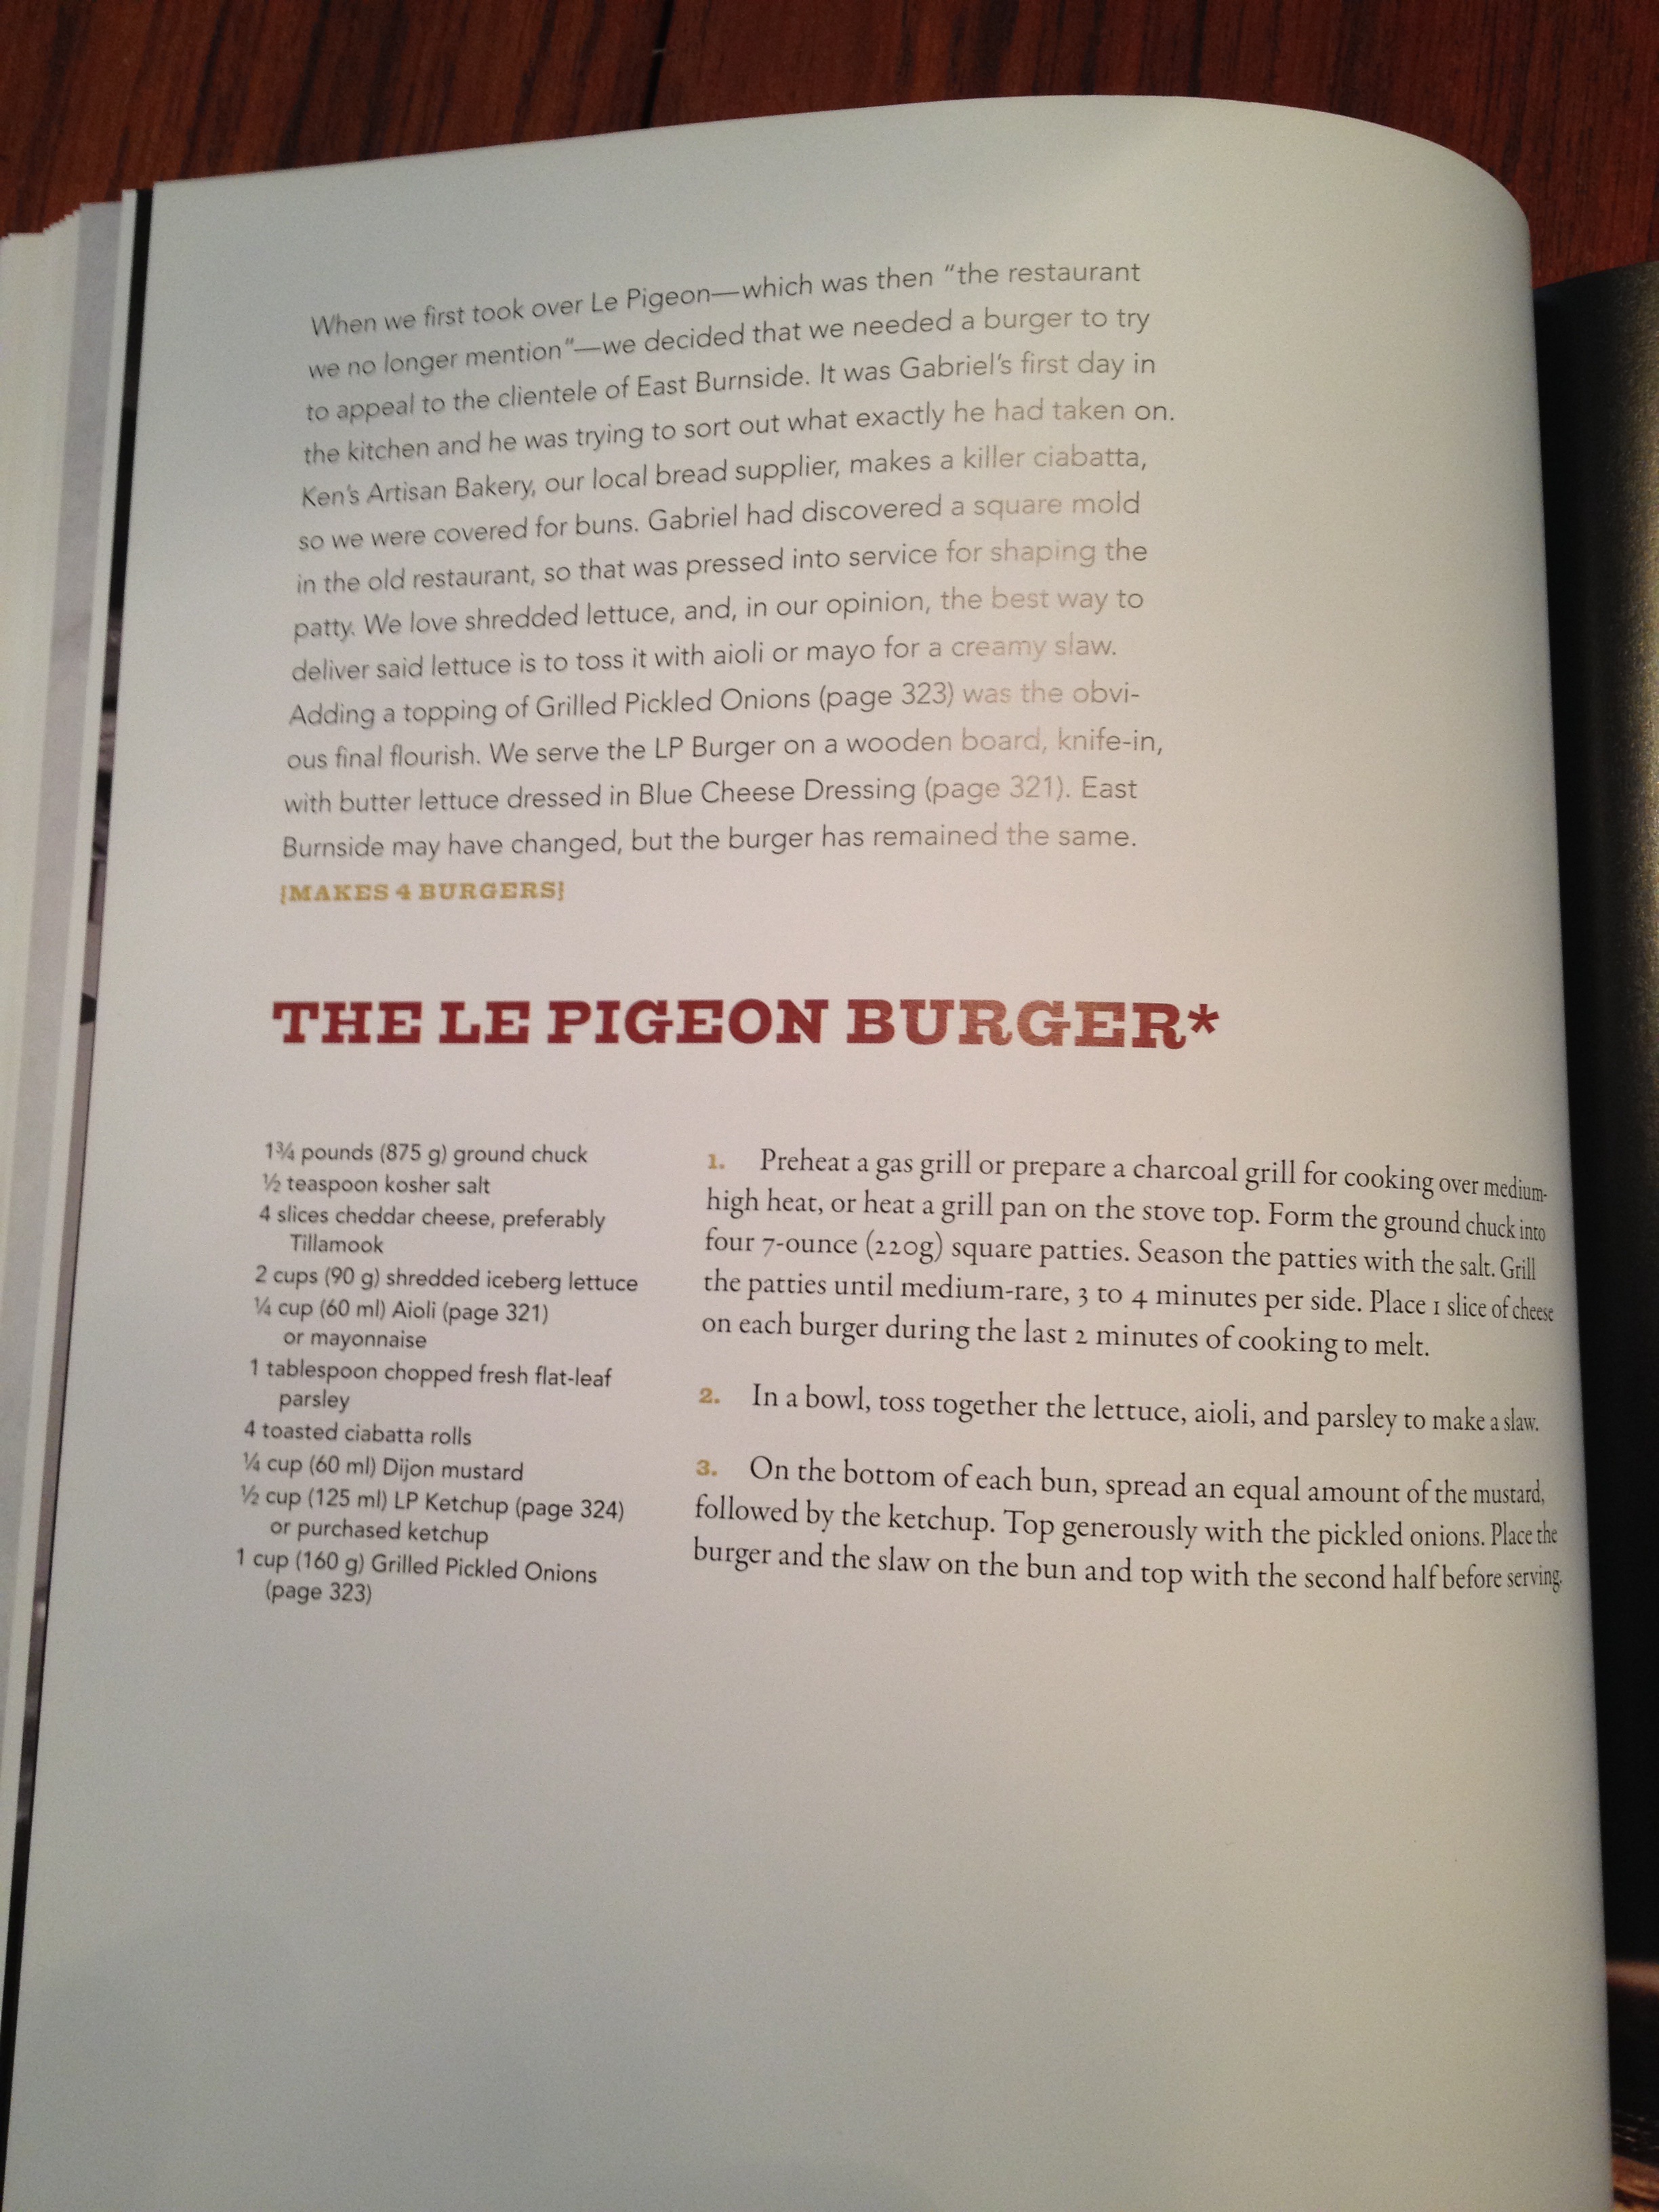 When we first took over Le Pigeon—which was then “the restaurant
we no longer mention”—we decided that we needed a burger to try
to appeal to the clientele of East Burnside. It was Gabriel’s first day in
the kitchen and he was trying to sort out what exactly he had taken on.
Ken’s Artisan Bakery, our local bread supplier, makes a killer ciabatta,
so we were covered for buns. Gabriel had discovered a square mold
in the old restaurant, so that was pressed into service for shaping the
patty. We love shredded lettuce, and, in our opinion, the best way to
deliver said lettuce is to toss it with aioli or mayo for a creamy slaw.
Adding a topping of Grilled Pickled Onions (page 323) was the obvi-
ous final flourish. We serve the LP Burger on a wooden board, knife-in,
with butter lettuce dressed in Blue Cheese Dressing (page 321). East
Burnside may have changed, but the burger has remained the same.
{MAKES 4 BURGERS}
THE LE PIGEON BURGER*
1¾ pounds (875 g) ground chuck
½ teaspoon kosher salt
4 slices cheddar cheese, preferably
Tillamook
2 cups (90 g) shredded iceberg lettuce
¼ cup (60 ml) Aioli (page 321)
or mayonnaise
1 tablespoon chopped fresh flat-leaf
parsley
4 toasted ciabatta rolls
¼ cup (60 ml) Dijon mustard
½ cup (125 ml) LP Ketchup (page 324)
or purchased ketchup
1 cup (160 g) Grilled Pickled Onions
(page 323)
1. Preheat a gas grill or prepare a charcoal grill for cooking over medium-
high heat, or heat a grill pan on the stove top. Form the ground chuck into
four 7-ounce (220g) square patties. Season the patties with the salt. Grill
the patties until medium-rare, 3 to 4 minutes per side. Place 1 slice of cheese
on each burger during the last 2 minutes of cooking to melt.
2. In a bowl, toss together the lettuce, aioli, and parsley to make a slaw.
3. On the bottom of each bun, spread an equal amount of the mustard,
followed by the ketchup. Top generously with the pickled onions. Place the
burger and the slaw on the bun and top with the second half before serving.